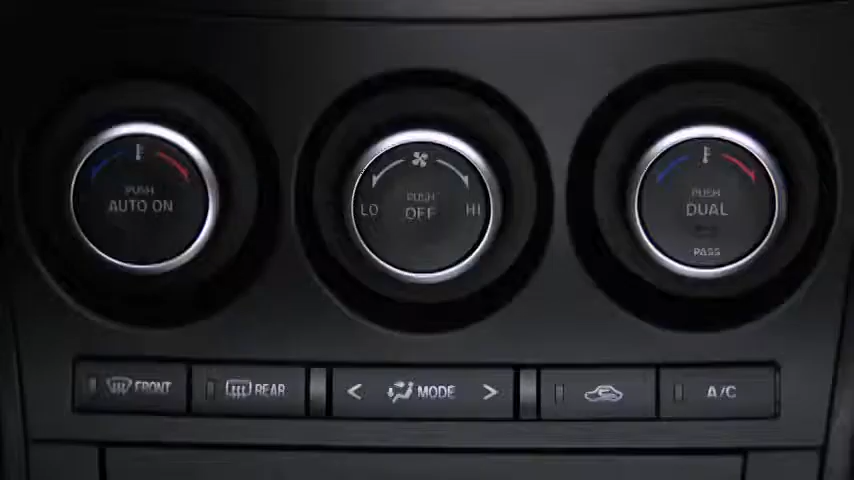 PUSH
AUTO ON
LO
PUSH
OFF
HI
PUSH
DUAL
PASS
FRONT
REAR
< MODE >
A/C